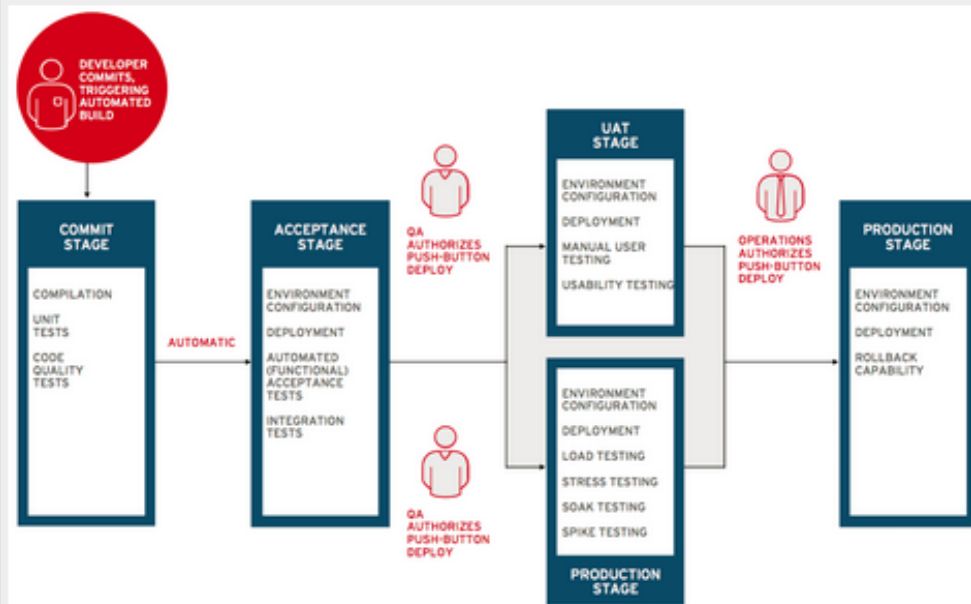 DEVELOPER
COMMITS,
TRIGGERING
AUTOMATED
BUILD
COMMIT
STAGE
COMPILATION
UNIT
TESTS
CODE
QUALITY
TESTS
AUTOMATIC
ACCEPTANCE
STAGE
ENVIRONMENT
CONFIGURATION
DEPLOYMENT
AUTOMATED
(FUNCTIONAL)
ACCEPTANCE
TESTS
INTEGRATION
TESTS
QA
AUTHORIZES
PUSH-BUTTON
DEPLOY
QA
AUTHORIZES
PUSH-BUTTON
DEPLOY
UAT
STAGE
ENVIRONMENT
CONFIGURATION
DEPLOYMENT
MANUAL USER
TESTING
USABILITY TESTING
ENVIRONMENT
CONFIGURATION
DEPLOYMENT
LOAD TESTING
STRESS TESTING
SOAK TESTING
SPIKE TESTING
PRODUCTION
STAGE
OPERATIONS
AUTHORIZES
PUSH-BUTTON
DEPLOY
PRODUCTION
STAGE
ENVIRONMENT
CONFIGURATION
DEPLOYMENT
ROLLBACK
CAPABILITY